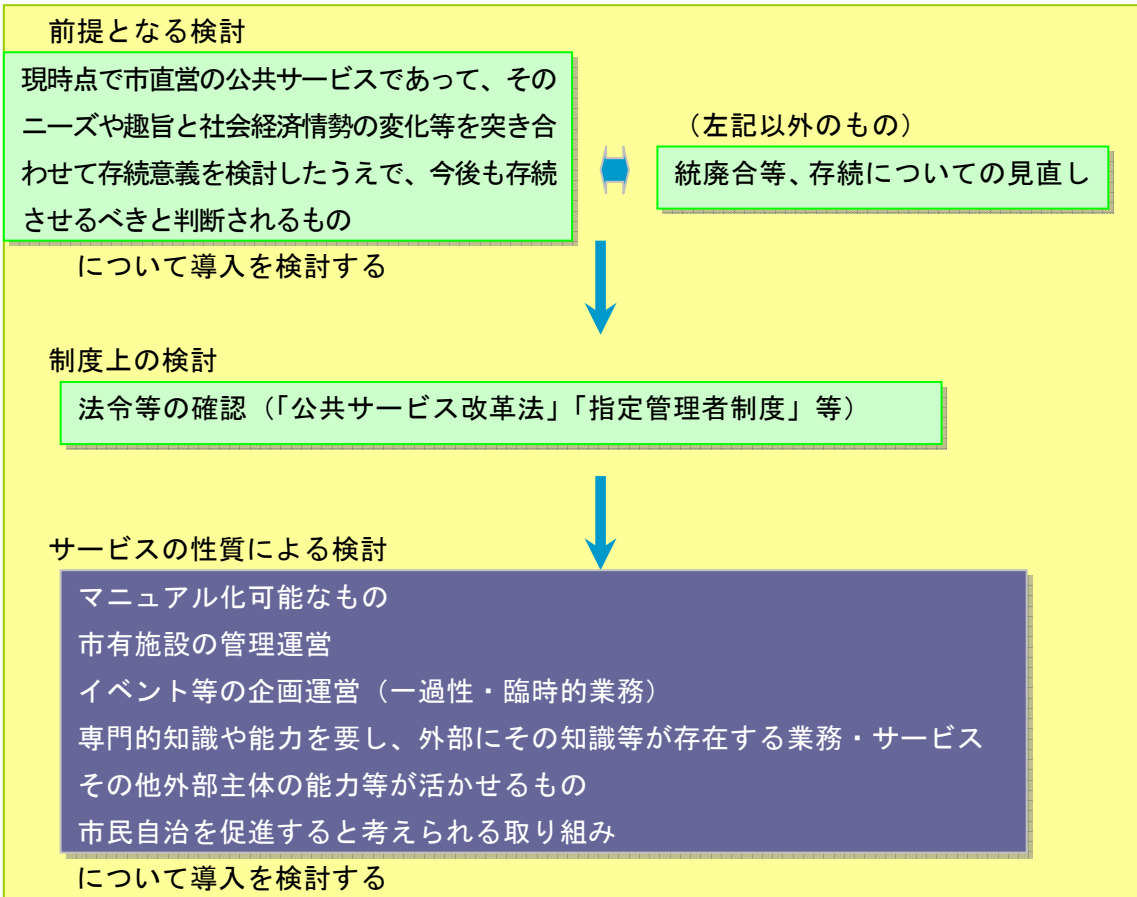 前提となる検討
現時点で市直営の公共サービスであって、その
ニーズや趣旨と社会経済情勢の変化等を突き合
わせて存続意義を検討したうえで、今後も存続
させるべきと判断されるもの
について導入を検討する
(左記以外のもの)
統廃合等、存続についての見直し
制度上の検討
法令等の確認(「公共サービス改革法」「指定管理者制度」等)
サービスの性質による検討
マニュアル化可能なもの
市有施設の管理運営
イベント等の企画運営(一過性・臨時的業務)
専門的知識や能力を要し、外部にその知識等が存在する業務・サービス
その他外部主体の能力等が活かせるもの
市民自治を促進すると考えられる取り組み
について導入を検討する